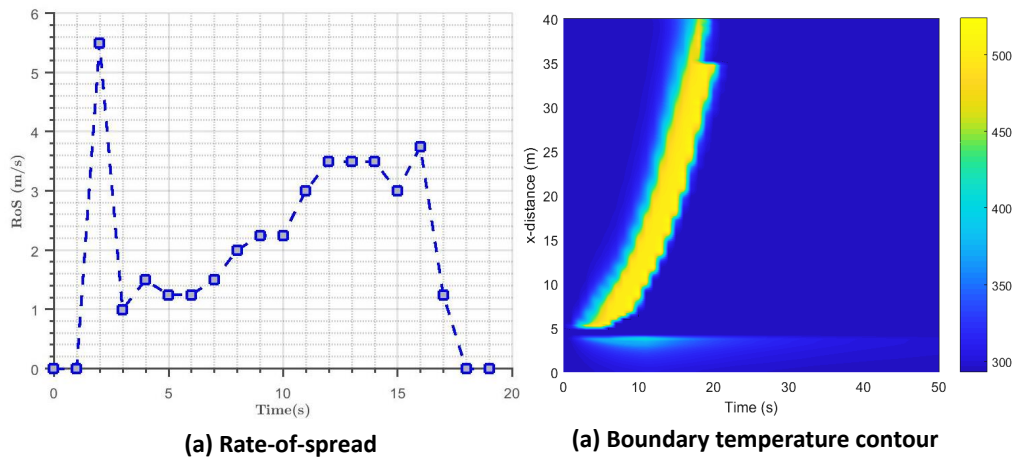 6
5
4
3
2
1
0
RoS (m/s)
0 5 10 15 20
Time(s)
(a) Rate-of-spread
40
35
30
25
20
15
10
5
0
x-distance (m)
0 10 20 30 40 50
Time (s)
500
450
400
350
300
(a) Boundary temperature contour